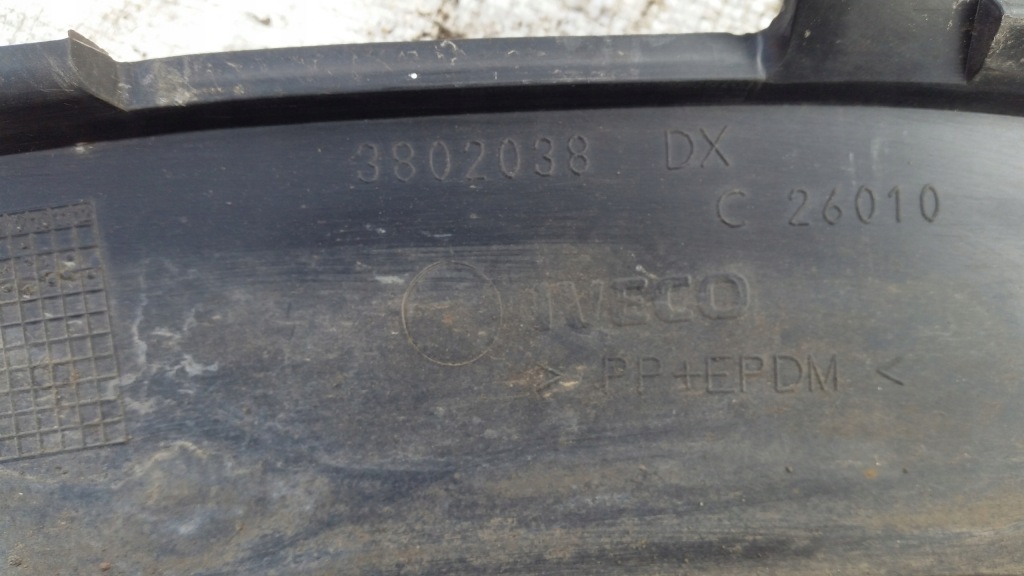 3802038 DX
C 26010
IVECO
> PP+EPDM <